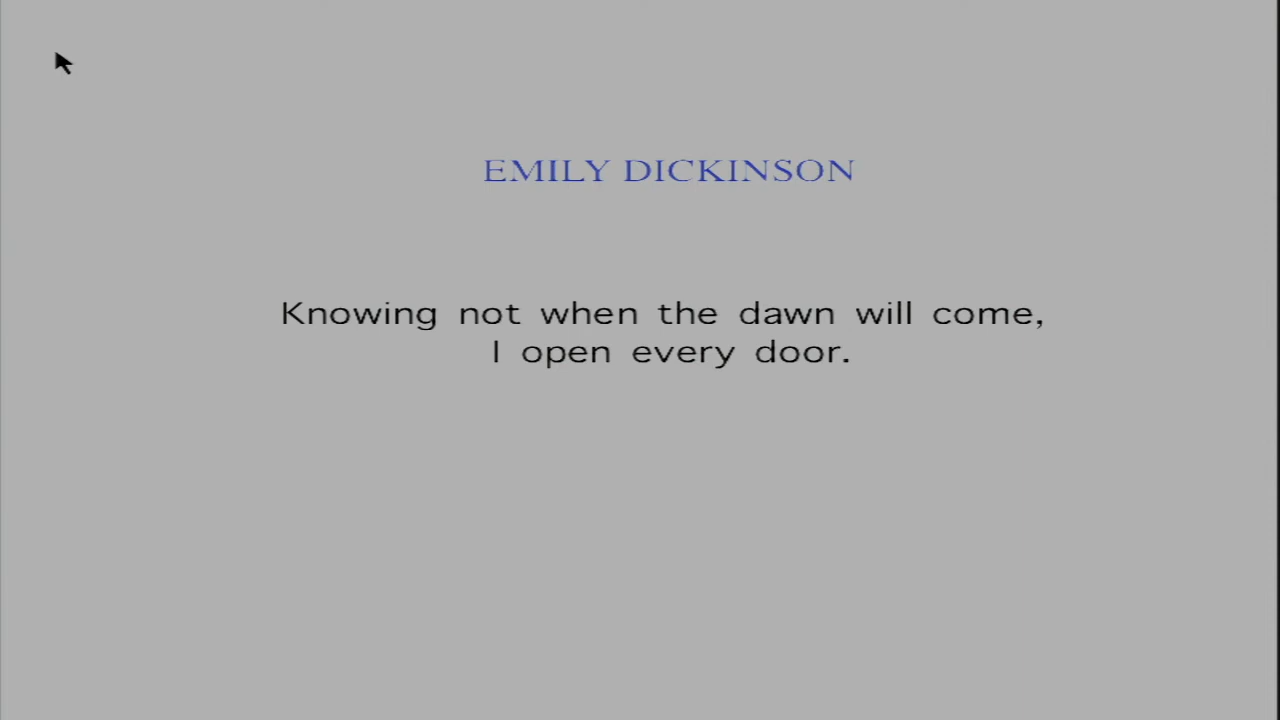 EMILY DICKINSON
Knowing not when the dawn will come,
I open every door.